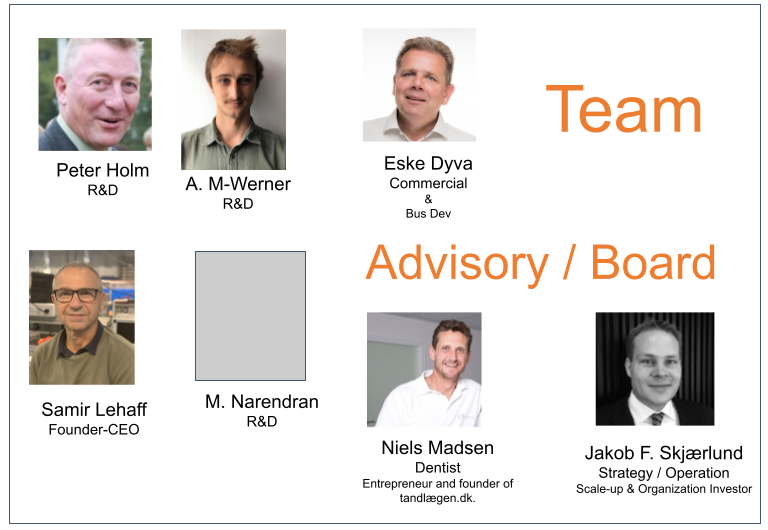 Team
Peter Holm
R&D
A. M-Werner
R&D
Eske Dyva
Commercial
&
Bus Dev
Advisory / Board
Samir Lehaff
Founder-CEO
M. Narendran
R&D
Niels Madsen
Dentist
Entrepreneur and founder of
tandlægen.dk.
Jakob F. Skjærlund
Strategy / Operation
Scale-up & Organization Investor